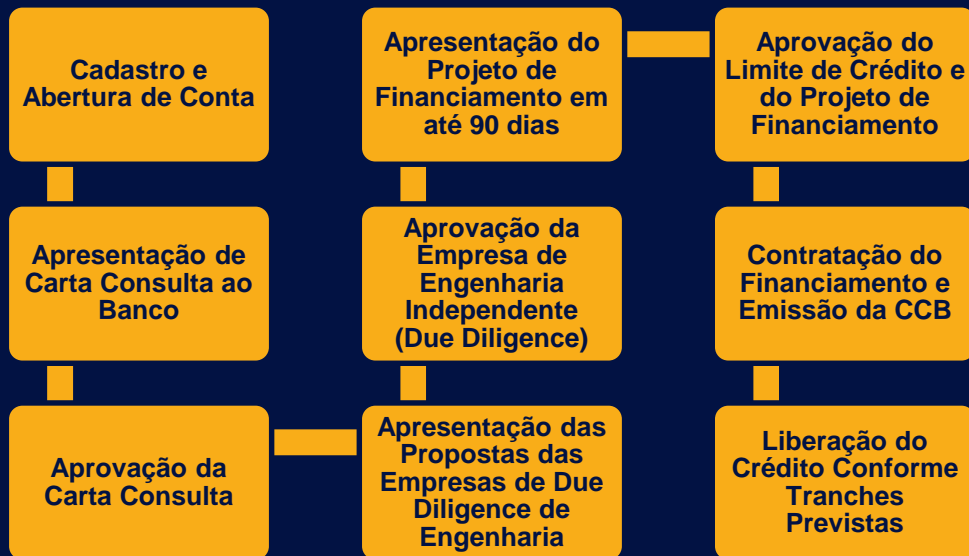 Cadastro e
Abertura de Conta
Apresentação de
Carta Consulta ao
Banco
Aprovação da
Carta Consulta
Apresentação das
Propostas das
Empresas de Due
Diligence de
Engenharia
Aprovação da
Empresa de
Engenharia
Independente
(Due Diligence)
Apresentação do
Projeto de
Financiamento em
até 90 dias
Aprovação do
Limite de Crédito e
do Projeto de
Financiamento
Contratação do
Financiamento e
Emissão da CCB
Liberação do
Crédito Conforme
Tranches
Previstas